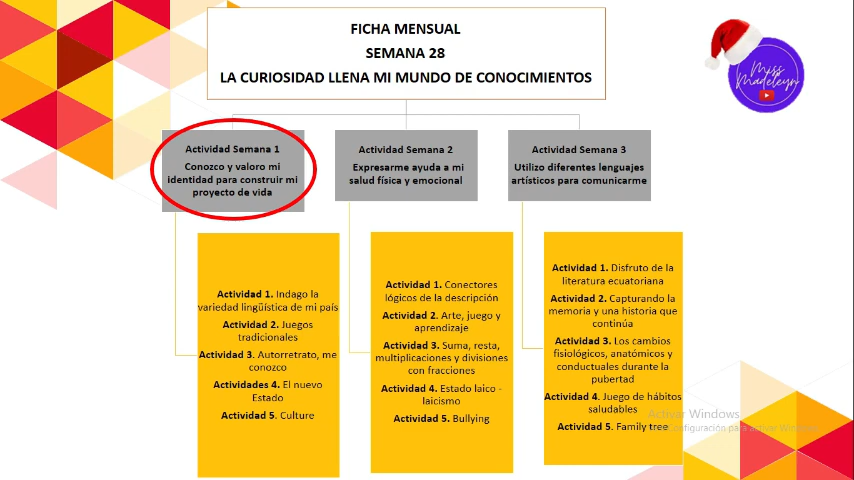 FICHA MENSUAL
SEMANA 28
LA CURIOSIDAD LLENA MI MUNDO DE CONOCIMIENTOS
Miss
Madeleyn
Actividad Semana 1
Conozco y valoro mi
identidad para construir mi
proyecto de vida
Actividad Semana 2
Expresarme ayuda a mi
salud física y emocional
Actividad Semana 3
Utilizo diferentes lenguajes
artísticos para comunicarme
Actividad 1. Indago la
variedad lingüística de mi país
Actividad 2. Juegos
tradicionales
Actividad 3. Autorretrato, me
conozco
Actividades 4. El nuevo
Estado
Actividad 5. Culture
Actividad 1. Conectores
lógicos de la descripción
Actividad 2. Arte, juego y
aprendizaje
Actividad 3. Suma, resta,
multiplicaciones y divisiones
con fracciones
Actividad 4. Estado laico -
laicismo
Actividad 5. Bullying
Actividad 1. Disfruto de la
literatura ecuatoriana
Actividad 2. Capturando la
memoria y una historia que
continúa
Actividad 3. Los cambios
fisiológicos, anatómicos y
conductuales durante la
pubertad
Actividad 4. Juego de hábitos
saludables
Actividad 5. Family tree
Activar Windows
configuración para activar Windows.